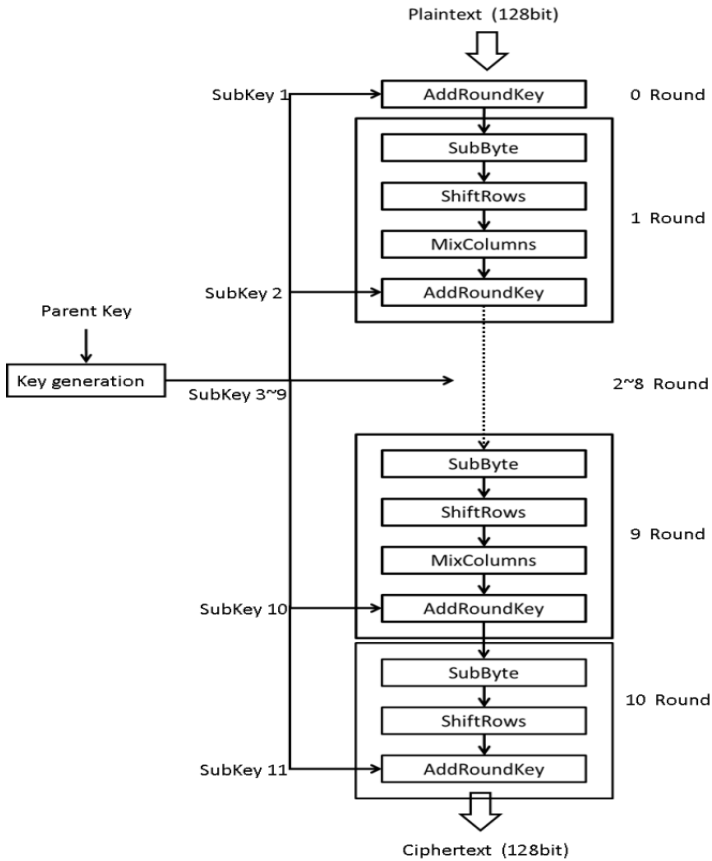 Plaintext (128bit)
SubKey 1
AddRoundKey
0 Round
SubByte
ShiftRows
1 Round
MixColumns
SubKey 2
AddRoundKey
Parent Key
Key generation
SubKey 3~9
2~8 Round
SubByte
ShiftRows
9 Round
MixColumns
SubKey 10
AddRoundKey
SubByte
10 Round
ShiftRows
SubKey 11
AddRoundKey
Ciphertext (128bit)